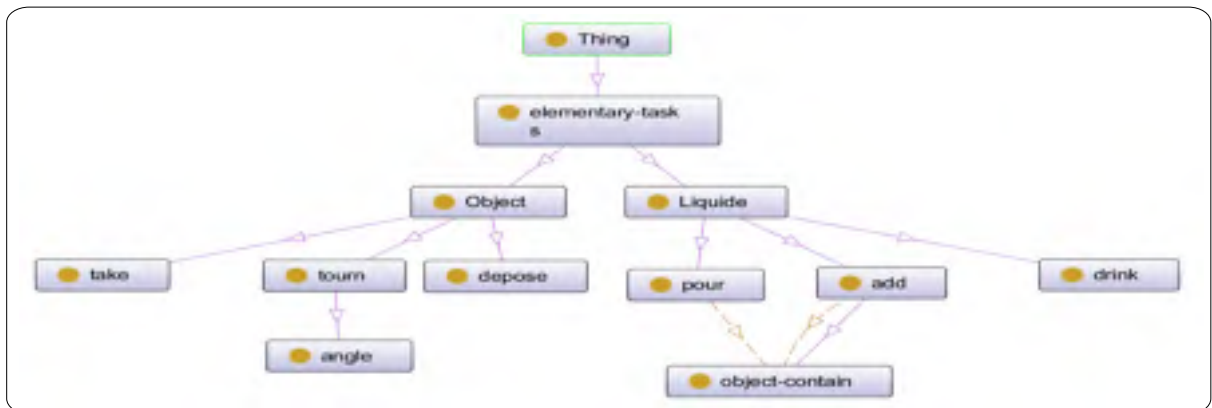 Thing
elementary-task
s
Object
Liquide
take
tourn
depose
pour
add
drink
angle
object-contain